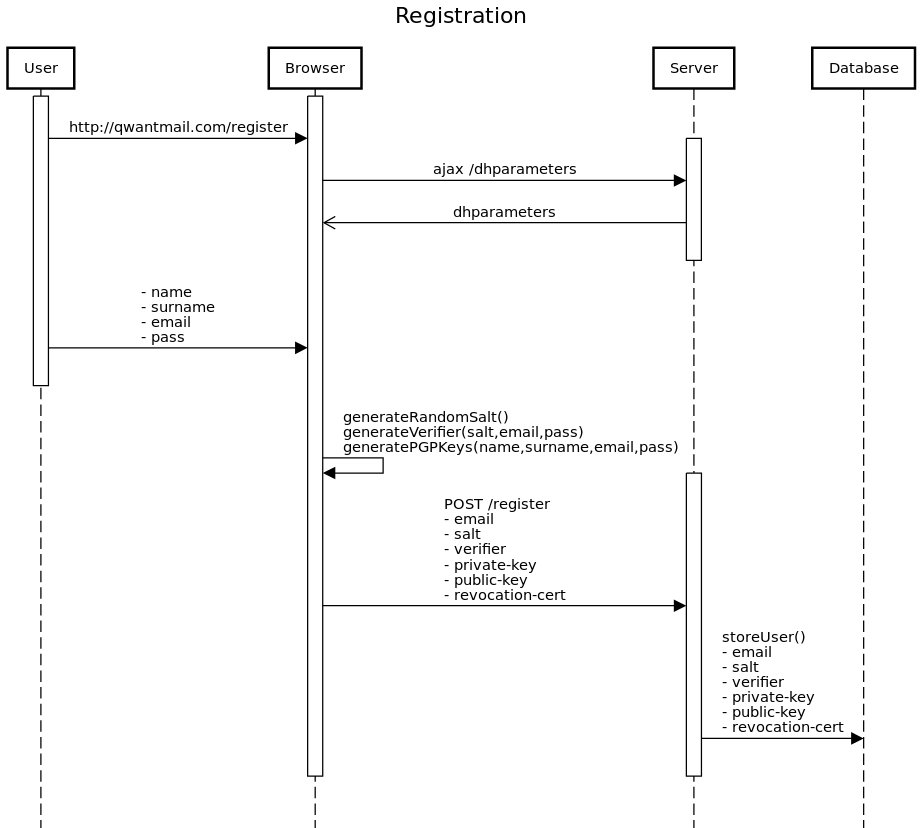 Registration
User
Browser
Server
Database
http://qwantmail.com/register
ajax /dhparameters
dhparameters
- name
- surname
- email
- pass
generateRandomSalt()
generateVerifier(salt,email,pass)
generatePGPKeys(name,surname,email,pass)
POST /register
- email
- salt
- verifier
- private-key
- public-key
- revocation-cert
storeUser()
- email
- salt
- verifier
- private-key
- public-key
- revocation-cert